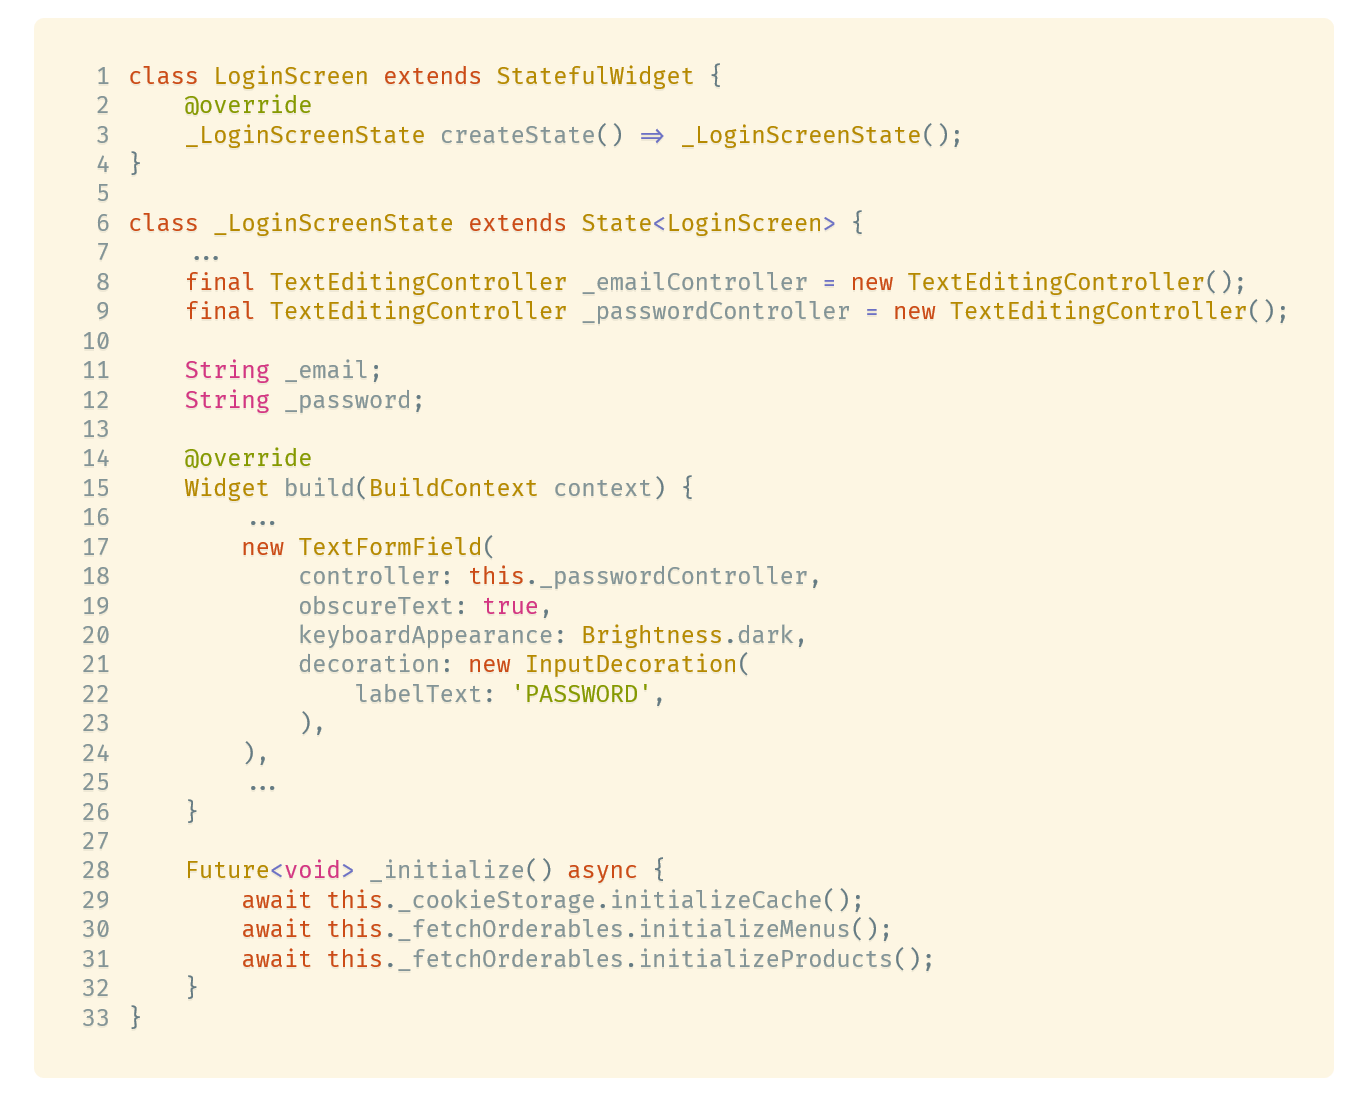 1 class LoginScreen extends StatefulWidget {
2     @override
3     _LoginScreenState createState() => _LoginScreenState();
4 }
5
6 class _LoginScreenState extends State<LoginScreen> {
7     ...
8     final TextEditingController _emailController = new TextEditingController();
9     final TextEditingController _passwordController = new TextEditingController();
10
11     String _email;
12     String _password;
13
14     @override
15     Widget build(BuildContext context) {
16         ...
17         new TextFormField(
18             controller: this._passwordController,
19             obscureText: true,
20             keyboardAppearance: Brightness.dark,
21             decoration: new InputDecoration(
22                 labelText: 'PASSWORD',
23             ),
24         ),
25         ...
26     }
27
28     Future<void> _initialize() async {
29         await this._cookieStorage.initializeCache();
30         await this._fetchOrderables.initializeMenus();
31         await this._fetchOrderables.initializeProducts();
32     }
33 }